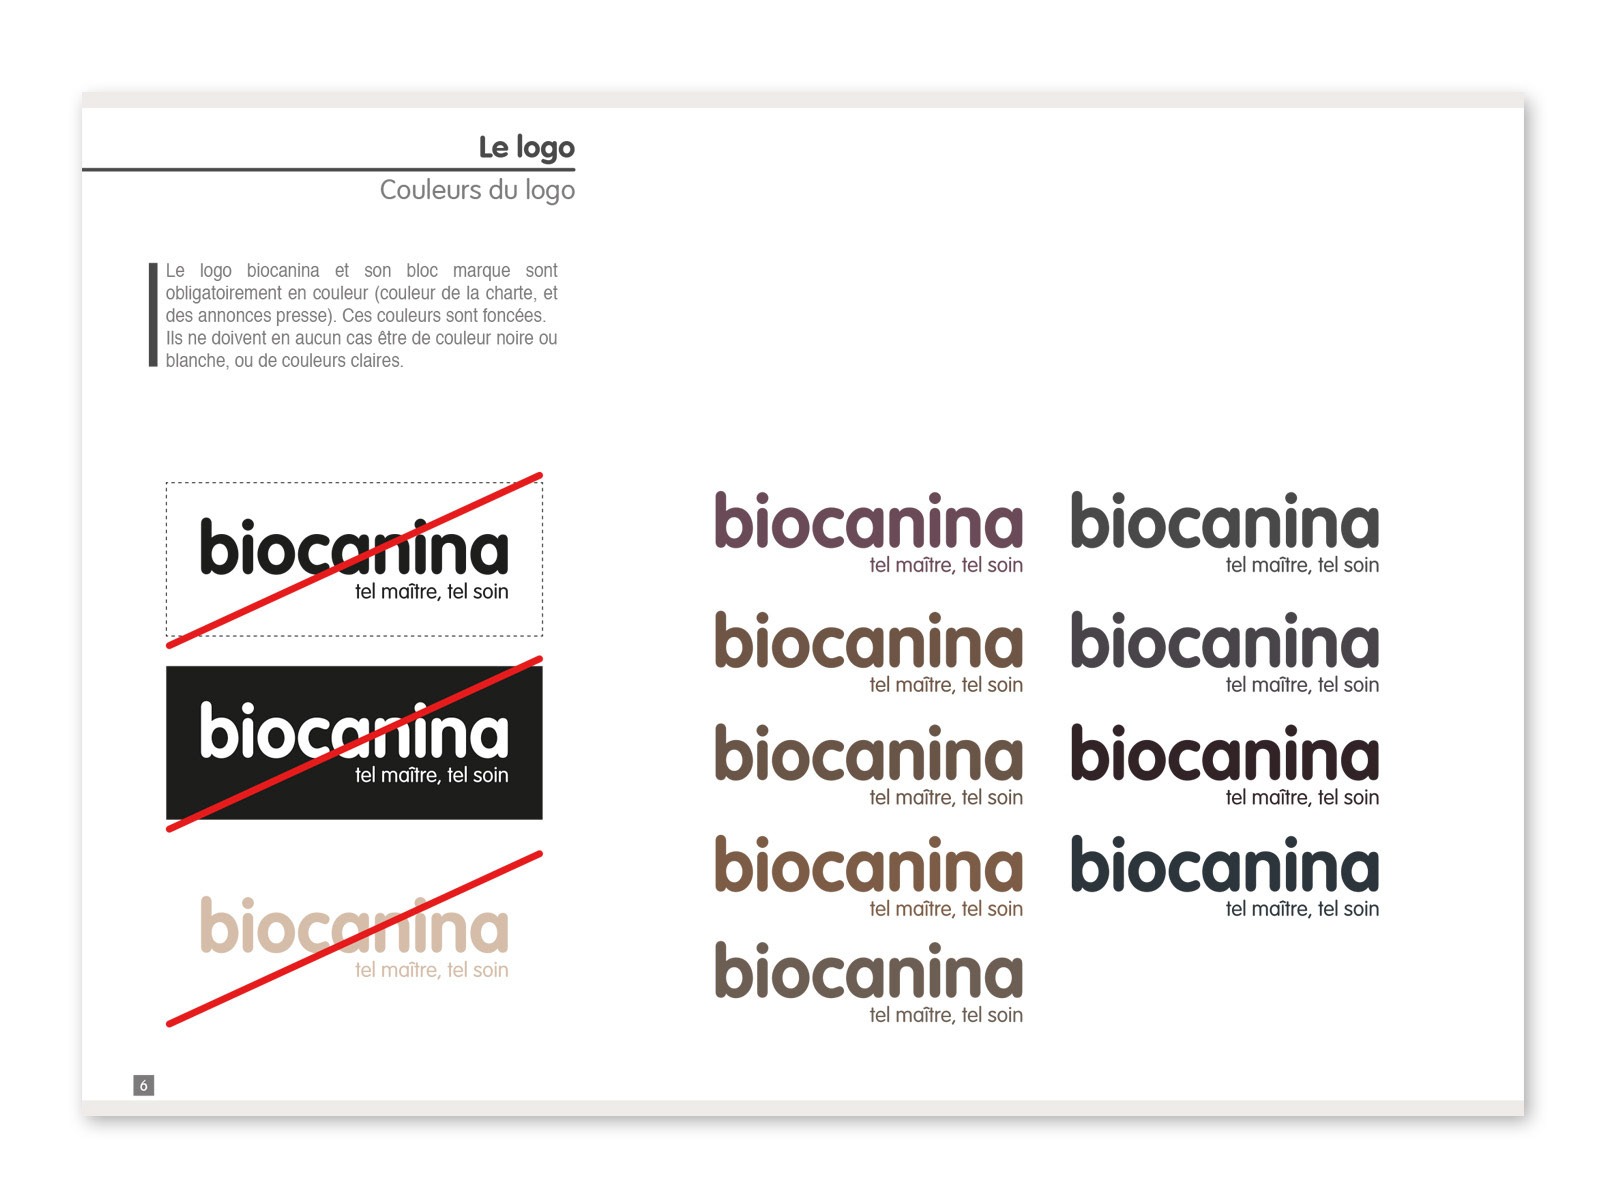 Le logo
Couleurs du logo
Le logo biocanina et son bloc marque sont
obligatoirement en couleur (couleur de la charte, et
des annonces presse). Ces couleurs sont foncées.
Ils ne doivent en aucun cas être de couleur noire ou
blanche, ou de couleurs claires.
biocanina
tel maître, tel soin
biocanina
tel maître, tel soin
biocanina
tel maître, tel soin
biocanina
tel maître, tel soin
biocanina
tel maître, tel soin
biocanina
tel maître, tel soin
biocanina
tel maître, tel soin
biocanina
tel maître, tel soin
biocanina
tel maître, tel soin
biocanina
tel maître, tel soin
biocanina
tel maître, tel soin
biocanina
tel maître, tel soin
6